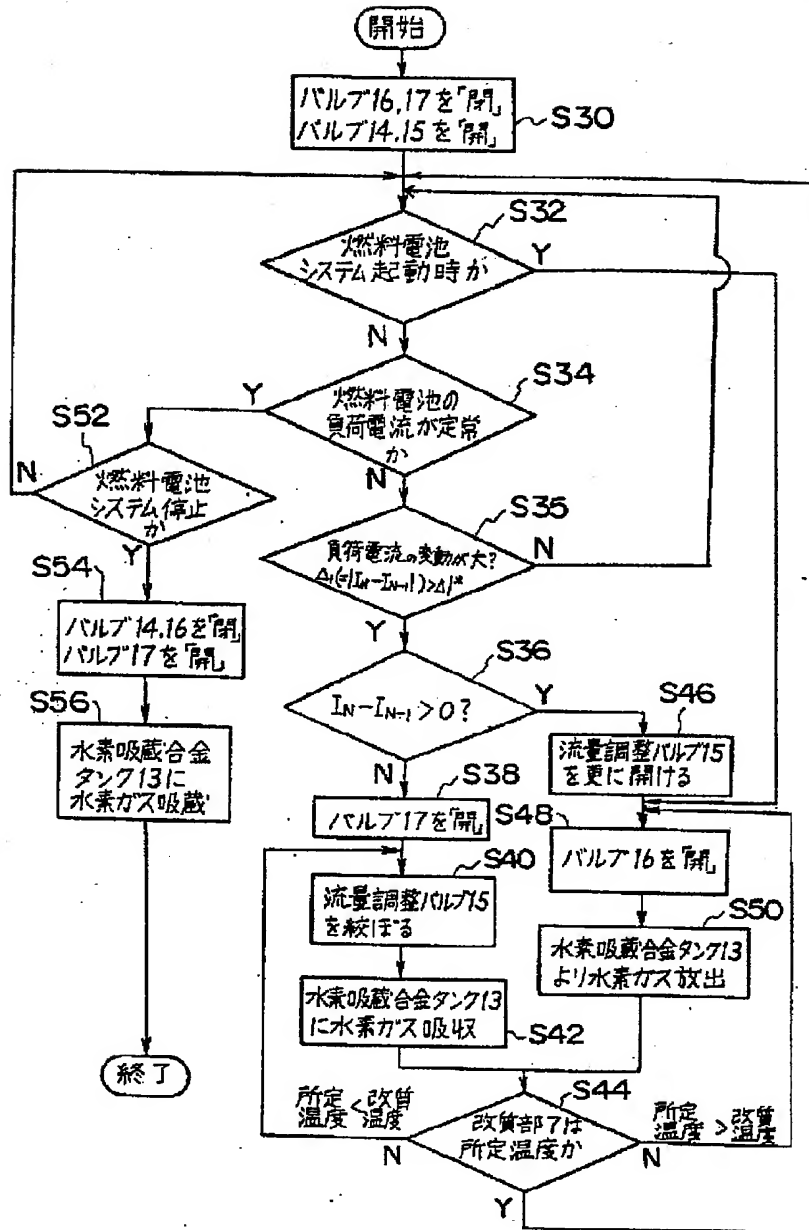 開始
バルブ16,17を「閉」
バルブ14,15を「開」
S30
S32
燃料電池
システム起動時か
Y
N
S34
燃料電池の
負荷電流が定常
か
Y
N
S52
燃料電池
システム停止
か
N
Y
S35
負荷電流の変動が大?
N
Y
S54
バルブ14,16を「閉」
バルブ17を「開」
S36
IN-IN-1>0?
Y
N
S56
水素吸蔵合金
タンク13に
水素ガス吸蔵
終了
S46
流量調整バルブ15
を更に開ける
S38
バルブ17を「開」
S48
バルブ16を「開」
S40
流量調整バルブ15
を絞ぼる
S50
水素吸蔵合金タンク13
より水素ガス放出
水素吸蔵合金タンク13
に水素ガス吸収
S42
S44
改質部7は
所定温度か
所定温度<改質温度
N
所定温度>改質温度
N
Y